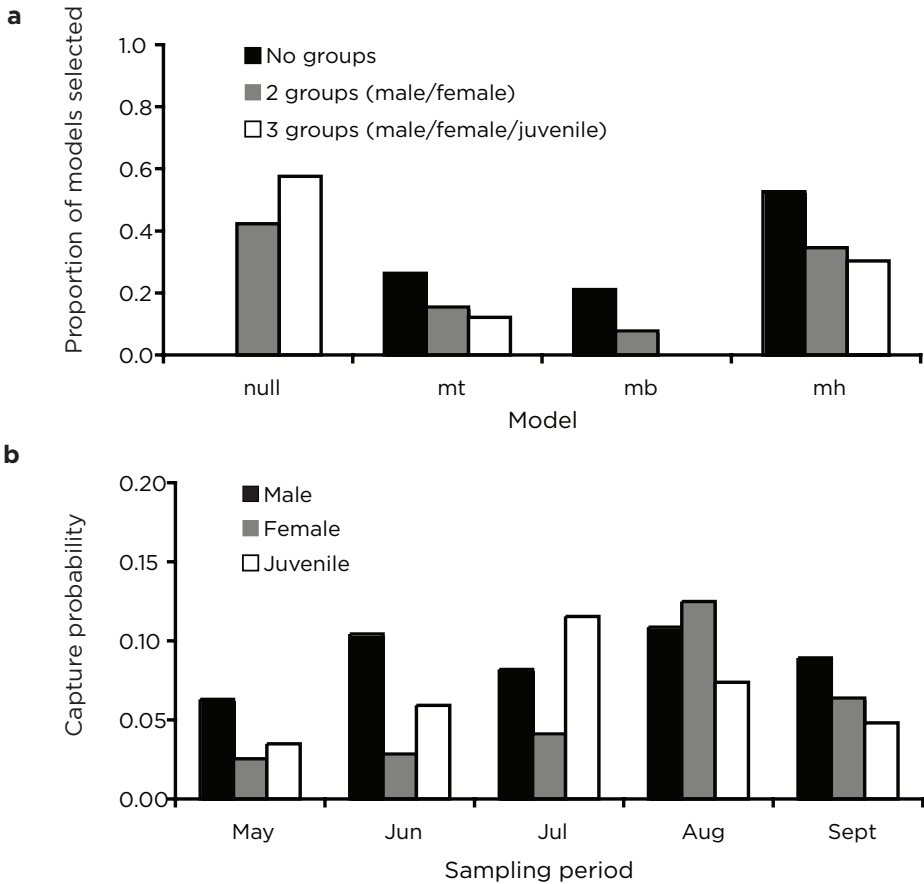 a
Proportion of models selected
1.0
0.8
0.6
0.4
0.2
0.0
No groups
2 groups (male/female)
3 groups (male/female/juvenile)
null mt mb mh
Model
b
Capture probability
0.20
0.15
0.10
0.05
0.00
Male
Female
Juvenile
May Jun Jul Aug Sept
Sampling period